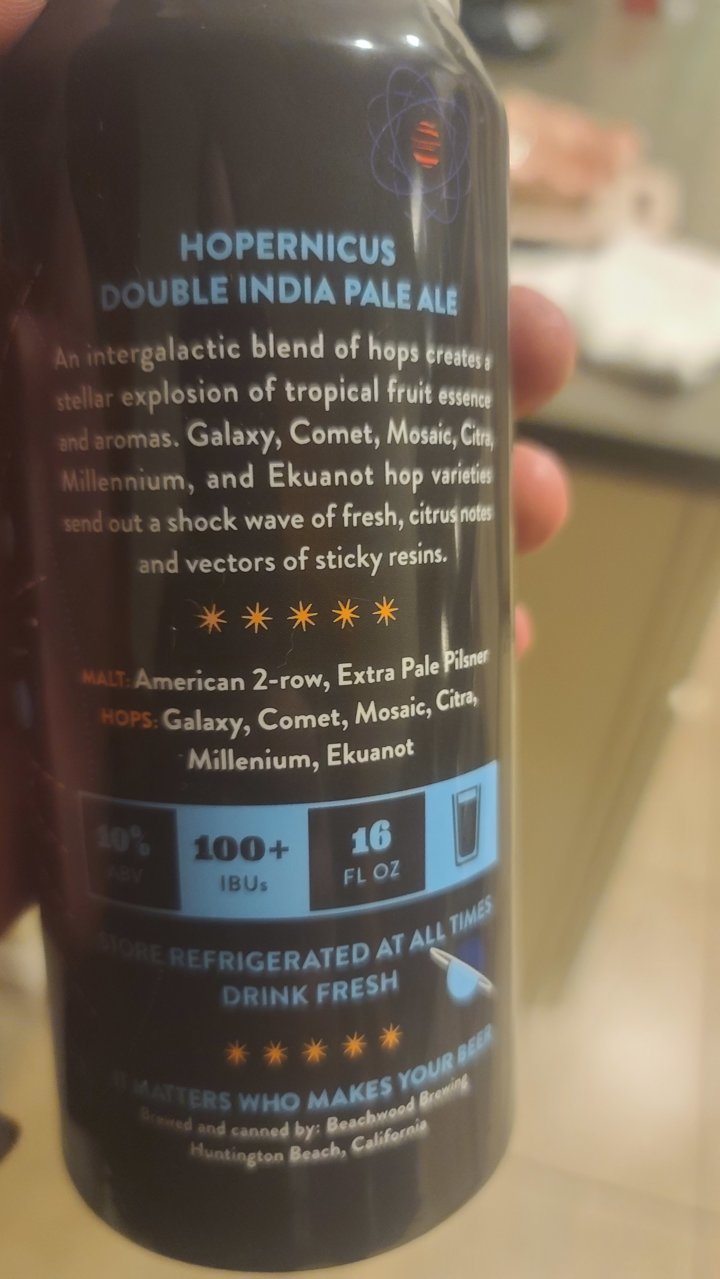 HOPERNICUS
DOUBLE INDIA PALE ALE
An intergalactic blend of hops creates a
stellar explosion of tropical fruit essence
and aromas. Galaxy, Comet, Mosaic, Citra,
Millennium, and Ekuanot hop varieties
send out a shock wave of fresh, citrus notes
and vectors of sticky resins.
MALT: American 2-row, Extra Pale Pilsner
HOPS: Galaxy, Comet, Mosaic, Citra,
Millenium, Ekuanot
10% ABV
100+ IBUs
16 FL OZ
STORE REFRIGERATED AT ALL TIMES
DRINK FRESH
IT MATTERS WHO MAKES YOUR BEER
Brewed and canned by: Beachwood Brewing
Huntington Beach, California